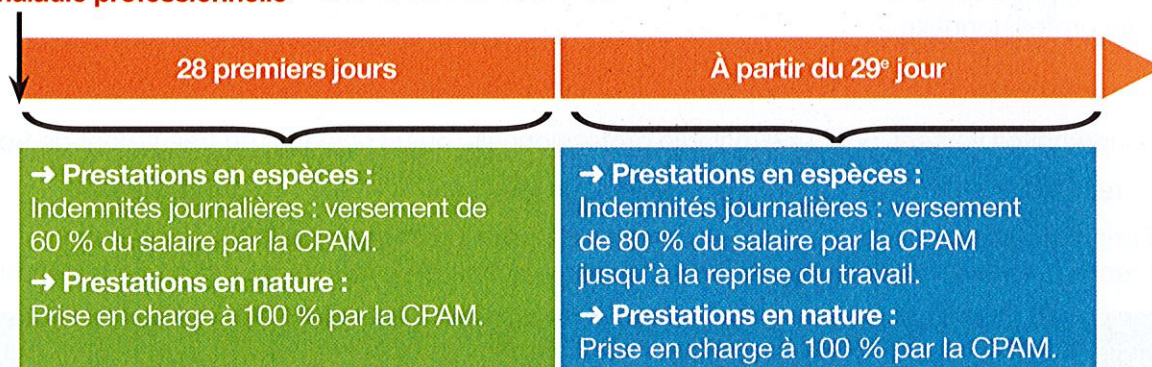 maladie professionnelle
28 premiers jours
À partir du 29e jour
→ Prestations en espèces :
Indemnités journalières : versement de
60 % du salaire par la CPAM.
→ Prestations en nature :
Prise en charge à 100 % par la CPAM.
→ Prestations en espèces :
Indemnités journalières : versement
de 80 % du salaire par la CPAM
jusqu’à la reprise du travail.
→ Prestations en nature :
Prise en charge à 100 % par la CPAM.